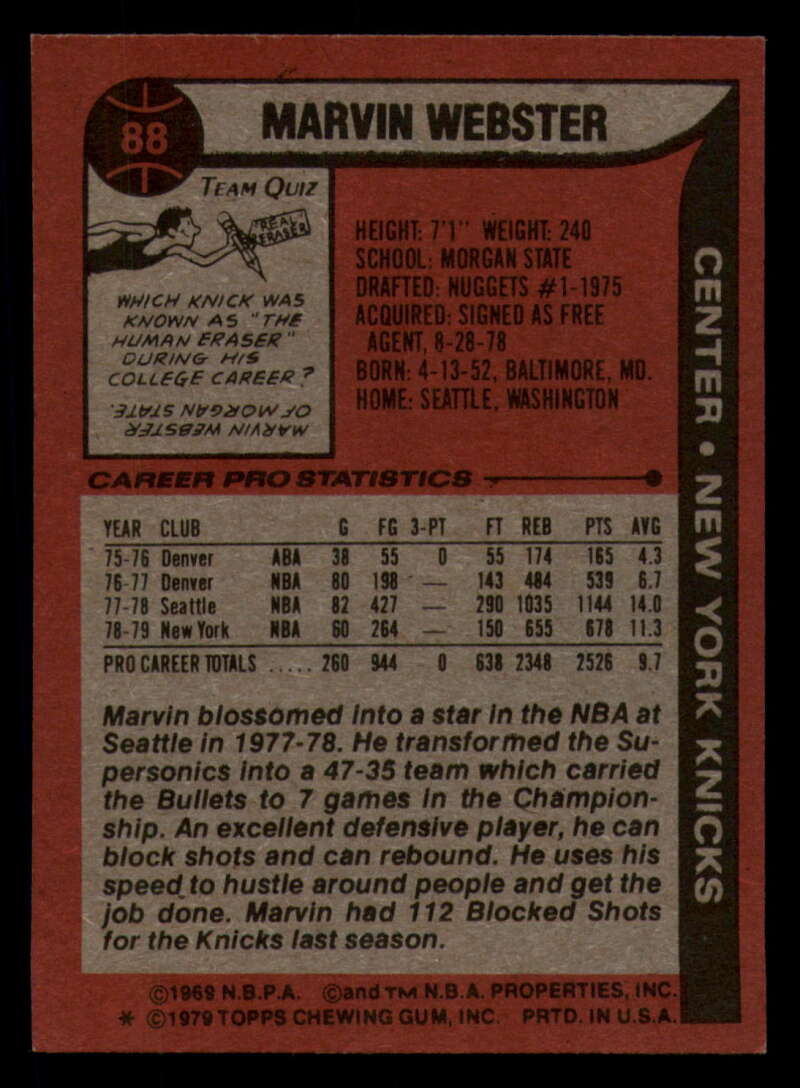 88
MARVIN WEBSTER
TEAM QUIZ
REAL ERASER
WHICH KNICK WAS
KNOWN AS "THE
HUMAN ERASER"
DURING HIS
COLLEGE CAREER?
MARVIN WEBSTER
OF MORGAN STATE.
HEIGHT: 7'1" WEIGHT: 240
SCHOOL: MORGAN STATE
DRAFTED: NUGGETS #1-1975
ACQUIRED: SIGNED AS FREE
AGENT, 8-28-78
BORN: 4-13-52, BALTIMORE, MD.
HOME: SEATTLE, WASHINGTON
CENTER • NEW YORK KNICKS
CAREER PRO STATISTICS
YEAR CLUB G FG 3-PT FT REB PTS AVG
75-76 Denver ABA 38 55 0 55 174 165 4.3
76-77 Denver NBA 80 198 — 143 484 539 6.7
77-78 Seattle NBA 82 427 — 290 1035 1144 14.0
78-79 New York NBA 60 264 — 150 655 678 11.3
PRO CAREER TOTALS ..... 260 944 0 638 2348 2526 9.7
Marvin blossomed into a star in the NBA at
Seattle in 1977-78. He transformed the Su-
personics into a 47-35 team which carried
the Bullets to 7 games in the Champion-
ship. An excellent defensive player, he can
block shots and can rebound. He uses his
speed to hustle around people and get the
job done. Marvin had 112 Blocked Shots
for the Knicks last season.
©1969 N.B.P.A. ©and TM N.B.A. PROPERTIES, INC.
* ©1979 TOPPS CHEWING GUM, INC. PRTD. IN U.S.A.